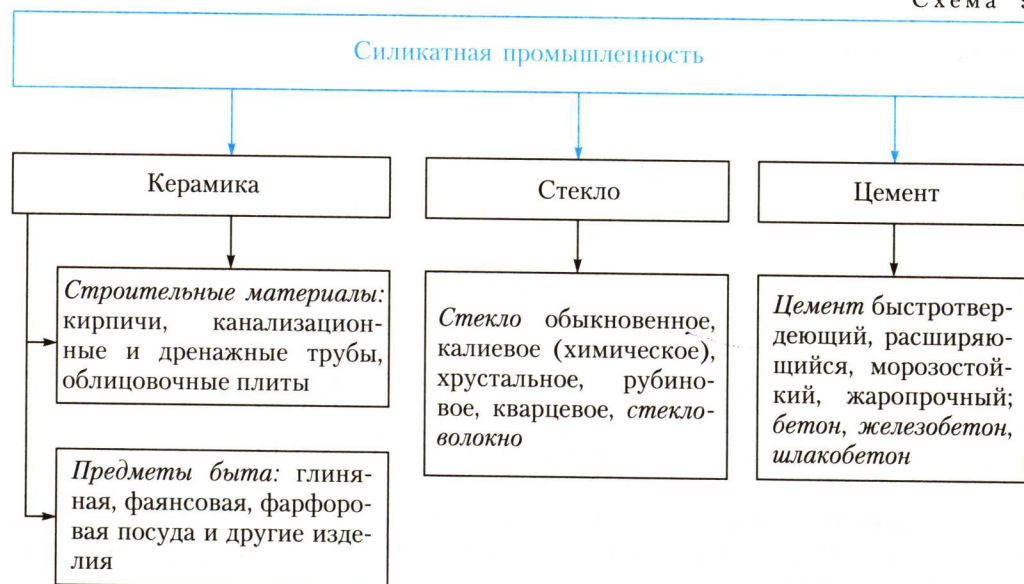 Схема
Силикатная промышленность
Керамика
Строительные материалы:
кирпичи, канализацион-
ные и дренажные трубы,
облицовочные плиты
Предметы быта: глиня-
ная, фаянсовая, фарфоро-
вая посуда и другие изде-
лия
Стекло
Стекло обыкновенное,
калиевое (химическое),
хрустальное, рубино-
вое, кварцевое, стекло-
волокно
Цемент
Цемент быстротвер-
деющий, расширяю-
щийся, морозостой-
кий, жаропрочный;
бетон, железобетон,
шлакобетон